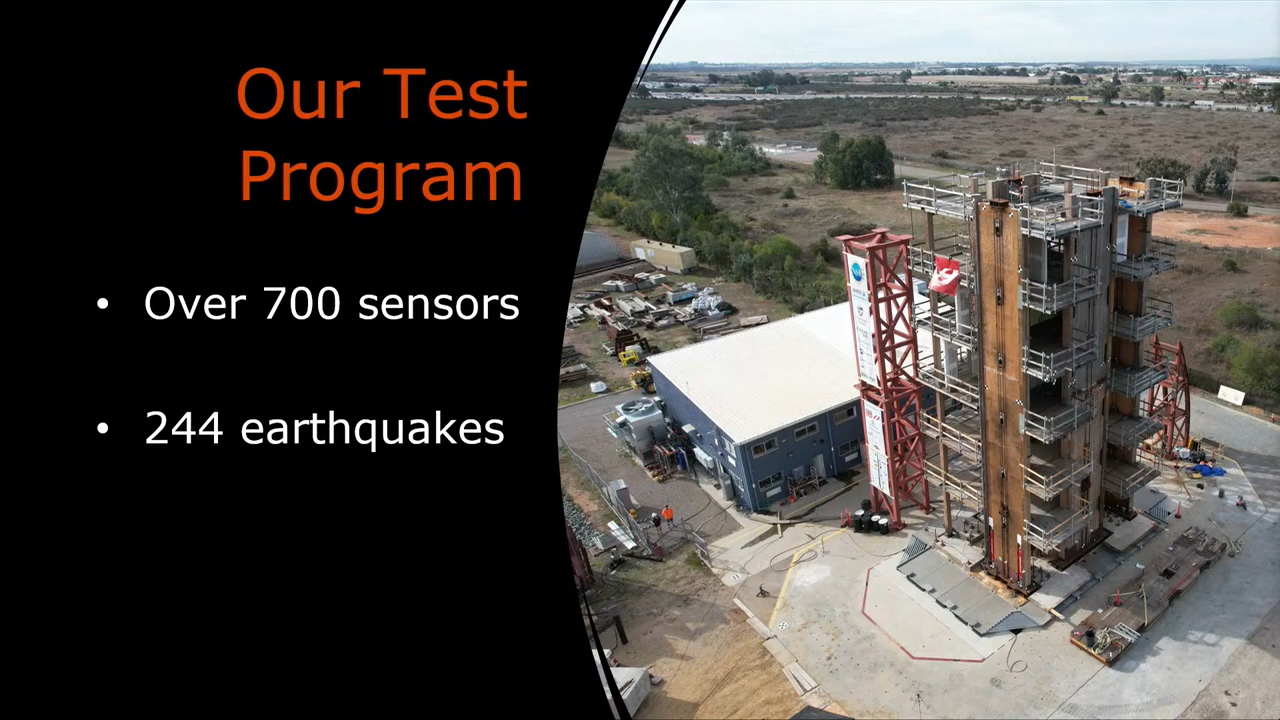 Our Test
Program
• Over 700 sensors
• 244 earthquakes